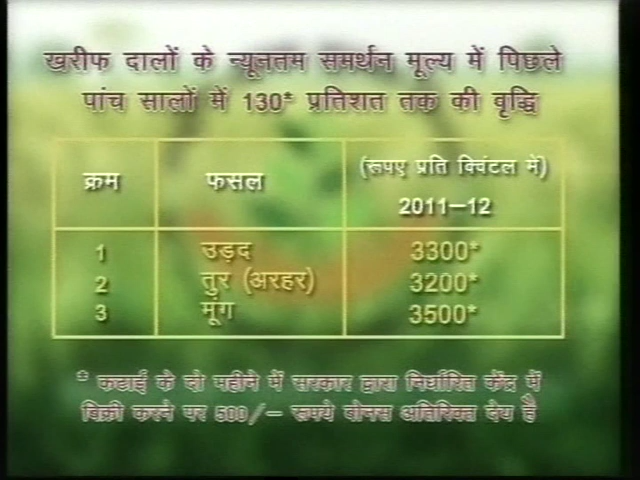 खरीफ दालों के न्यूनतम समर्थन मूल्य में पिछले
पांच सालों में 130* प्रतिशत तक की वृद्धि
क्रम फसल (रूपए प्रति क्विंटल में)
2011-12
1 उड़द 3300*
2 तुर (अरहर) 3200*
3 मूंग 3500*
* कटाई के दो महीने में सरकार द्वारा निर्धारित केंद्र में
बिक्री करने पर 500/- रूपये बोनस अतिरिक्त देय है